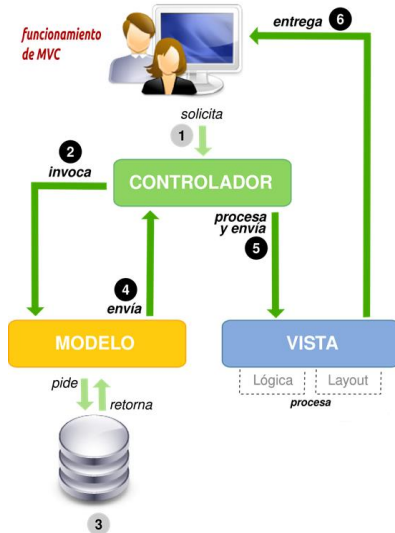 funcionamiento
de MVC
entrega 6
solicita
1
2
invoca
CONTROLADOR
procesa
y envía
5
4
envía
MODELO
VISTA
Lógica
Layout
procesa
pide
retorna
3